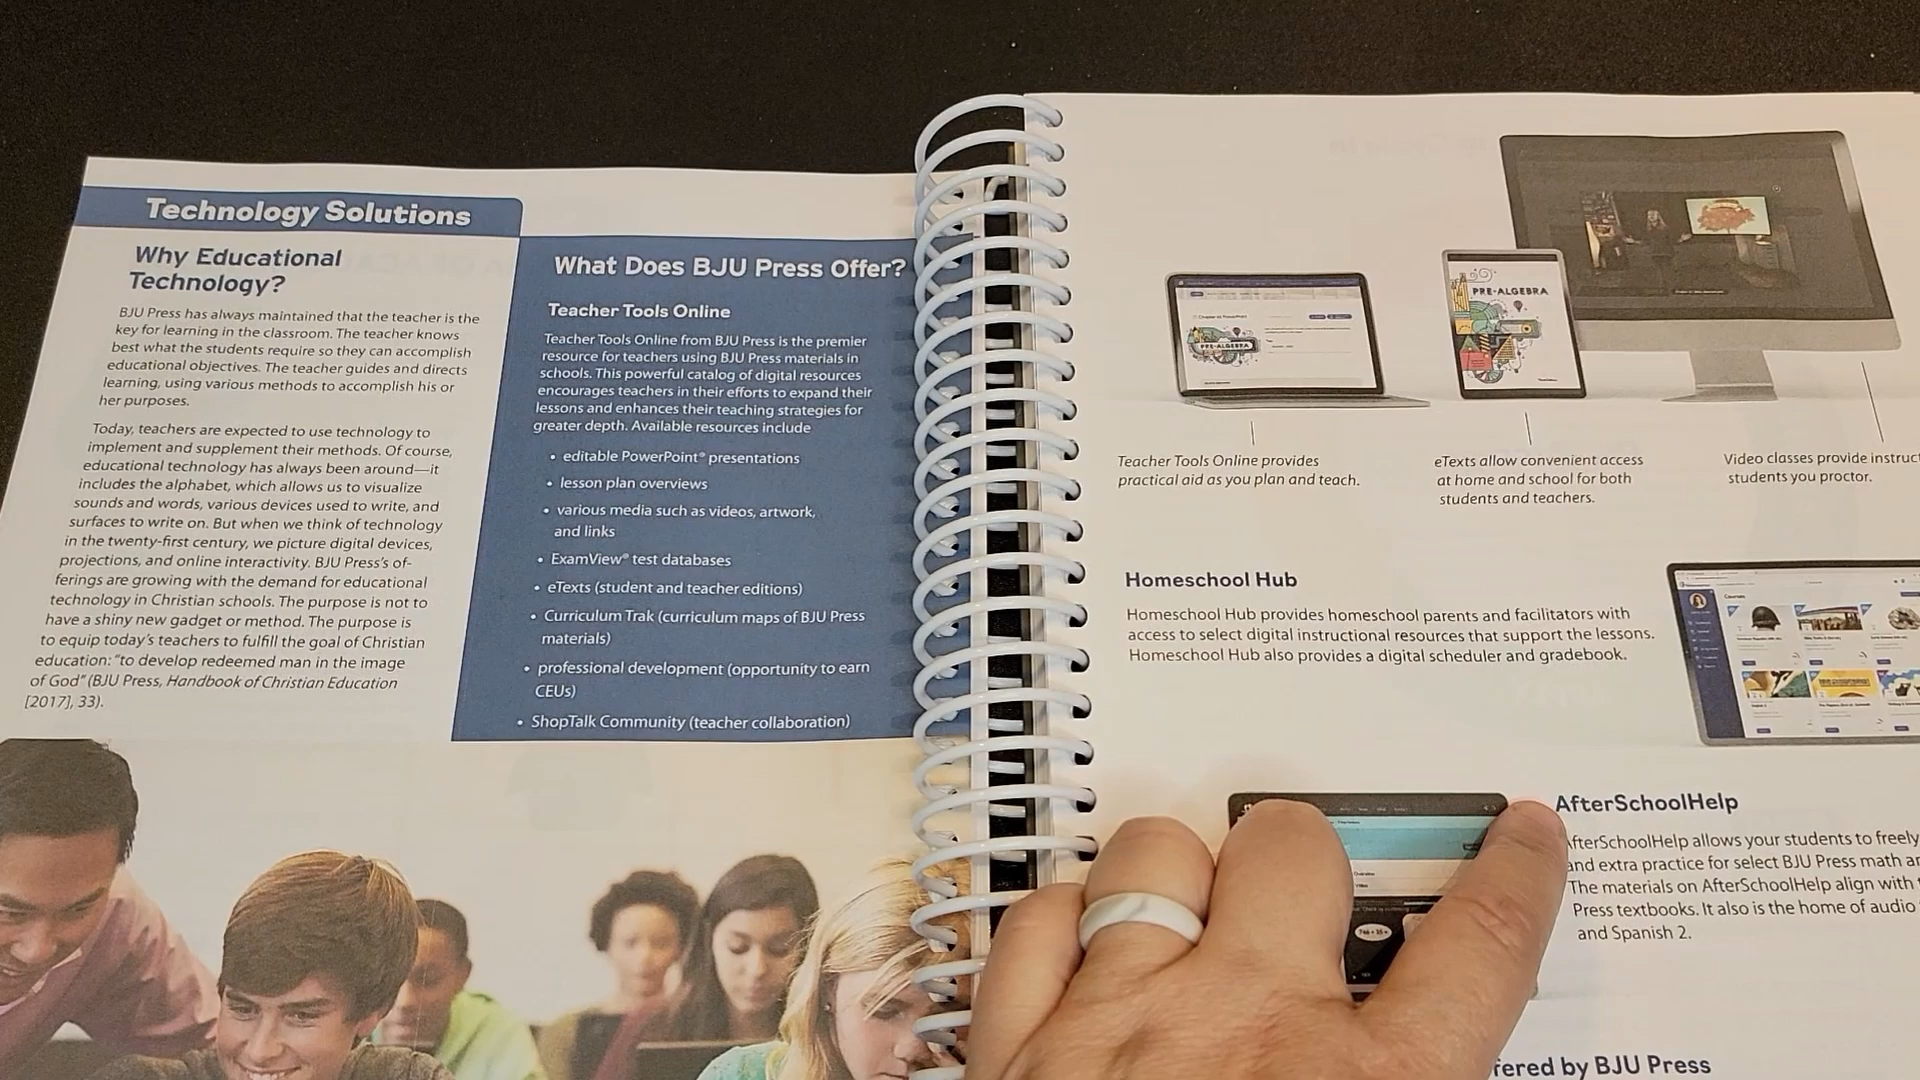 Technology Solutions
Why Educational
Technology?
BJU Press has always maintained that the teacher is the
key for learning in the classroom. The teacher knows
best what the students require so they can accomplish
educational objectives. The teacher guides and directs
learning, using various methods to accomplish his or
her purposes.
Today, teachers are expected to use technology to
implement and supplement their methods. Of course,
educational technology has always been around—it
includes the alphabet, which allows us to visualize
sounds and words, various devices used to write, and
surfaces to write on. But when we think of technology
in the twenty-first century, we picture digital devices,
projections, and online interactivity. BJU Press's of-
ferings are growing with the demand for educational
technology in Christian schools. The purpose is not to
have a shiny new gadget or method. The purpose is
to equip today's teachers to fulfill the goal of Christian
education: "to develop redeemed man in the image
of God" (BJU Press, Handbook of Christian Education
[2017], 33).
What Does BJU Press Offer?
Teacher Tools Online
Teacher Tools Online from BJU Press is the premier
resource for teachers using BJU Press materials in
schools. This powerful catalog of digital resources
encourages teachers in their efforts to expand their
lessons and enhances their teaching strategies for
greater depth. Available resources include
• editable PowerPoint® presentations
• lesson plan overviews
• various media such as videos, artwork,
and links
• ExamView® test databases
• eTexts (student and teacher editions)
• Curriculum Trak (curriculum maps of BJU Press
materials)
• professional development (opportunity to earn
CEUs)
• ShopTalk Community (teacher collaboration)
PRE-ALGEBRA
PRE-ALGEBRA
Teacher Tools Online provides
practical aid as you plan and teach.
eTexts allow convenient access
at home and school for both
students and teachers.
Video classes provide instruct
students you proctor.
Homeschool Hub
Homeschool Hub provides homeschool parents and facilitators with
access to select digital instructional resources that support the lessons.
Homeschool Hub also provides a digital scheduler and gradebook.
Courses
AfterSchoolHelp
AfterSchoolHelp allows your students to freely
and extra practice for select BJU Press math
The materials on AfterSchoolHelp align with
Press textbooks. It also is the home of audio
and Spanish 2.
fered by BJU Press